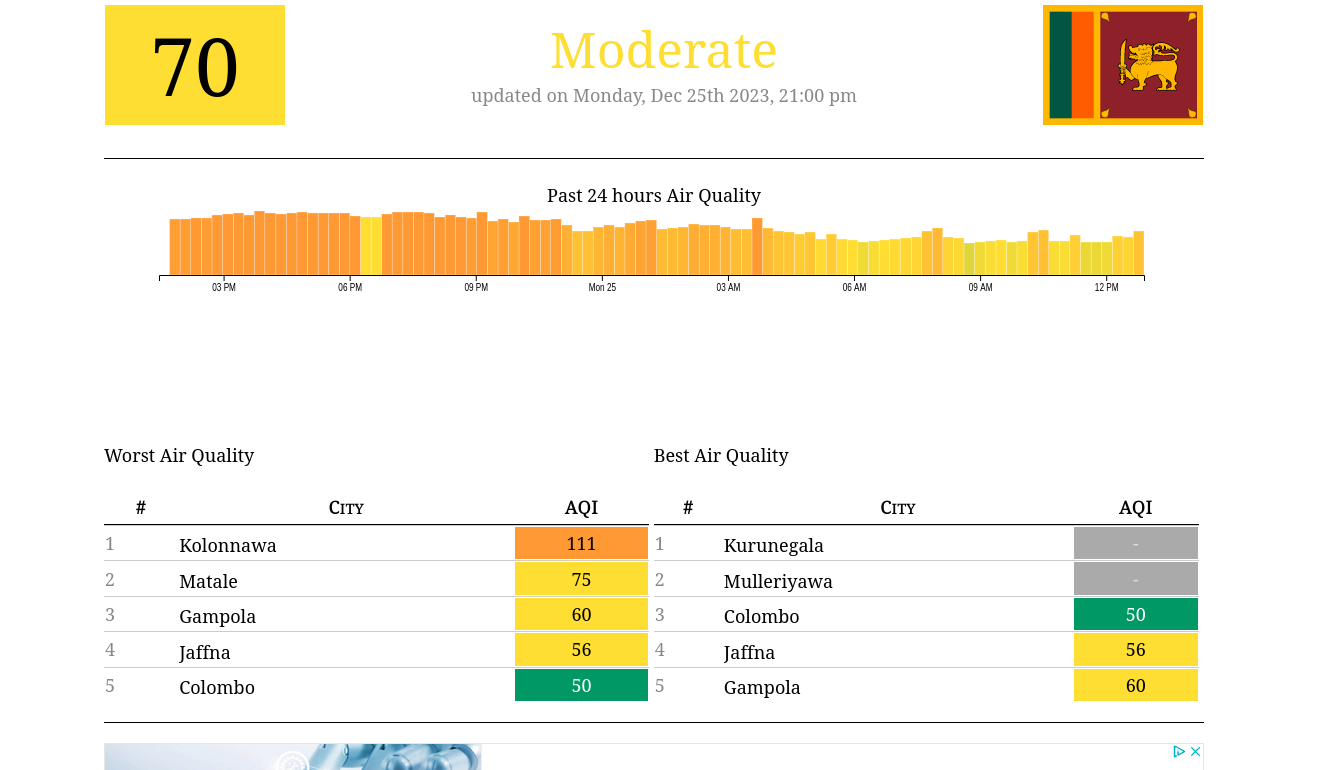 70
Moderate
updated on Monday, Dec 25th 2023, 21:00 pm
Past 24 hours Air Quality
03 PM 06 PM 09 PM Mon 25 03 AM 06 AM 09 AM 12 PM
Worst Air Quality
# City AQI
1 Kolonnawa 111
2 Matale 75
3 Gampola 60
4 Jaffna 56
5 Colombo 50
Best Air Quality
# City AQI
1 Kurunegala -
2 Mulleriyawa -
3 Colombo 50
4 Jaffna 56
5 Gampola 60